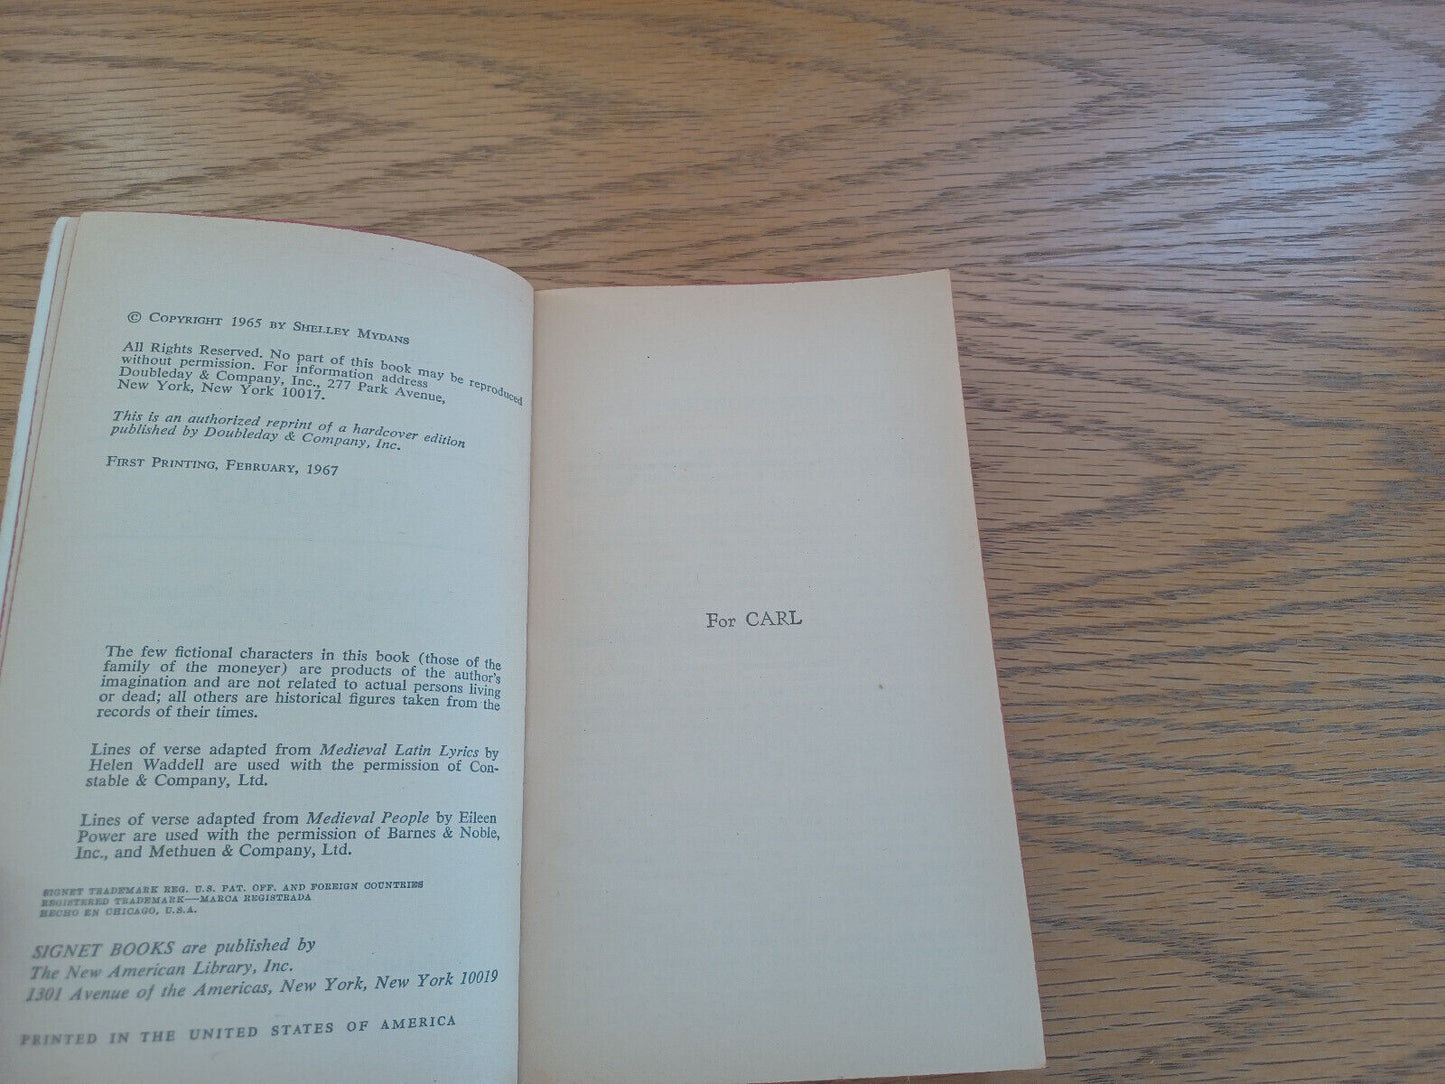 © Copyright 1965 by Shelley Mydans
All Rights Reserved. No part of this book may be reproduced
without permission. For information address
Doubleday & Company, Inc., 277 Park Avenue,
New York, New York 10017.
This is an authorized reprint of a hardcover edition
published by Doubleday & Company, Inc.
First Printing, February, 1967
The few fictional characters in this book (those of the
family of the moneyer) are products of the author's
imagination and are not related to actual persons living
or dead; all others are historical figures taken from the
records of their times.
Lines of verse adapted from Medieval Latin Lyrics by
Helen Waddell are used with the permission of Con-
stable & Company, Ltd.
Lines of verse adapted from Medieval People by Eileen
Power are used with the permission of Barnes & Noble,
Inc., and Methuen & Company, Ltd.
SIGNET TRADEMARK REG. U.S. PAT. OFF. AND FOREIGN COUNTRIES
REGISTERED TRADEMARK—MARCA REGISTRADA
HECHO EN CHICAGO, U.S.A.
SIGNET BOOKS are published by
The New American Library, Inc.
1301 Avenue of the Americas, New York, New York 10019
PRINTED IN THE UNITED STATES OF AMERICA
For CARL